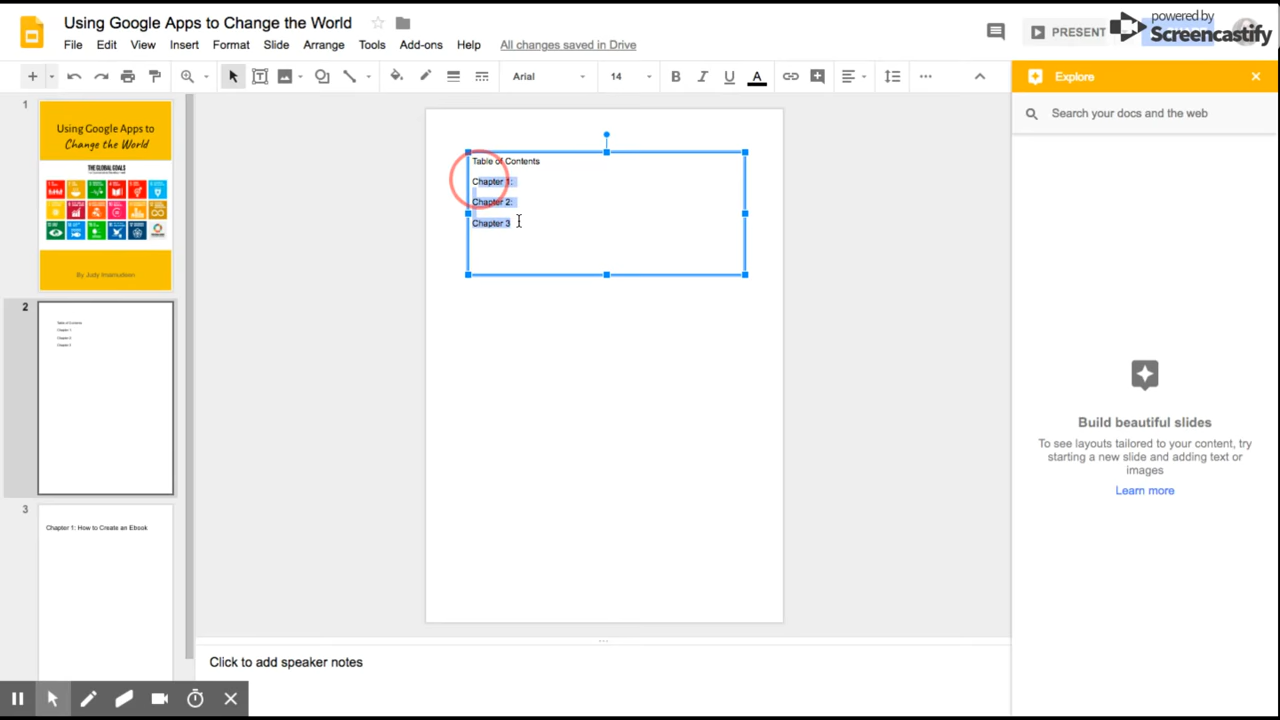 Using Google Apps to Change the World
powered by
Screencastify
File Edit View Insert Format Slide Arrange Tools Add-ons Help All changes saved in Drive
PRESENT
Arial 14 B I U A
Explore
Search your docs and the web
1
Using Google Apps to
Change the World
THE GLOBAL GOALS
By Judy
2
Table of Contents
Chapter 1
Chapter 2
Chapter 3
3
Chapter 1: How to Create an Ebook
Table of Contents
Chapter 1:
Chapter 2:
Chapter 3
Build beautiful slides
To see layouts tailored to your content, try
starting a new slide and adding text or
images
Learn more
Click to add speaker notes